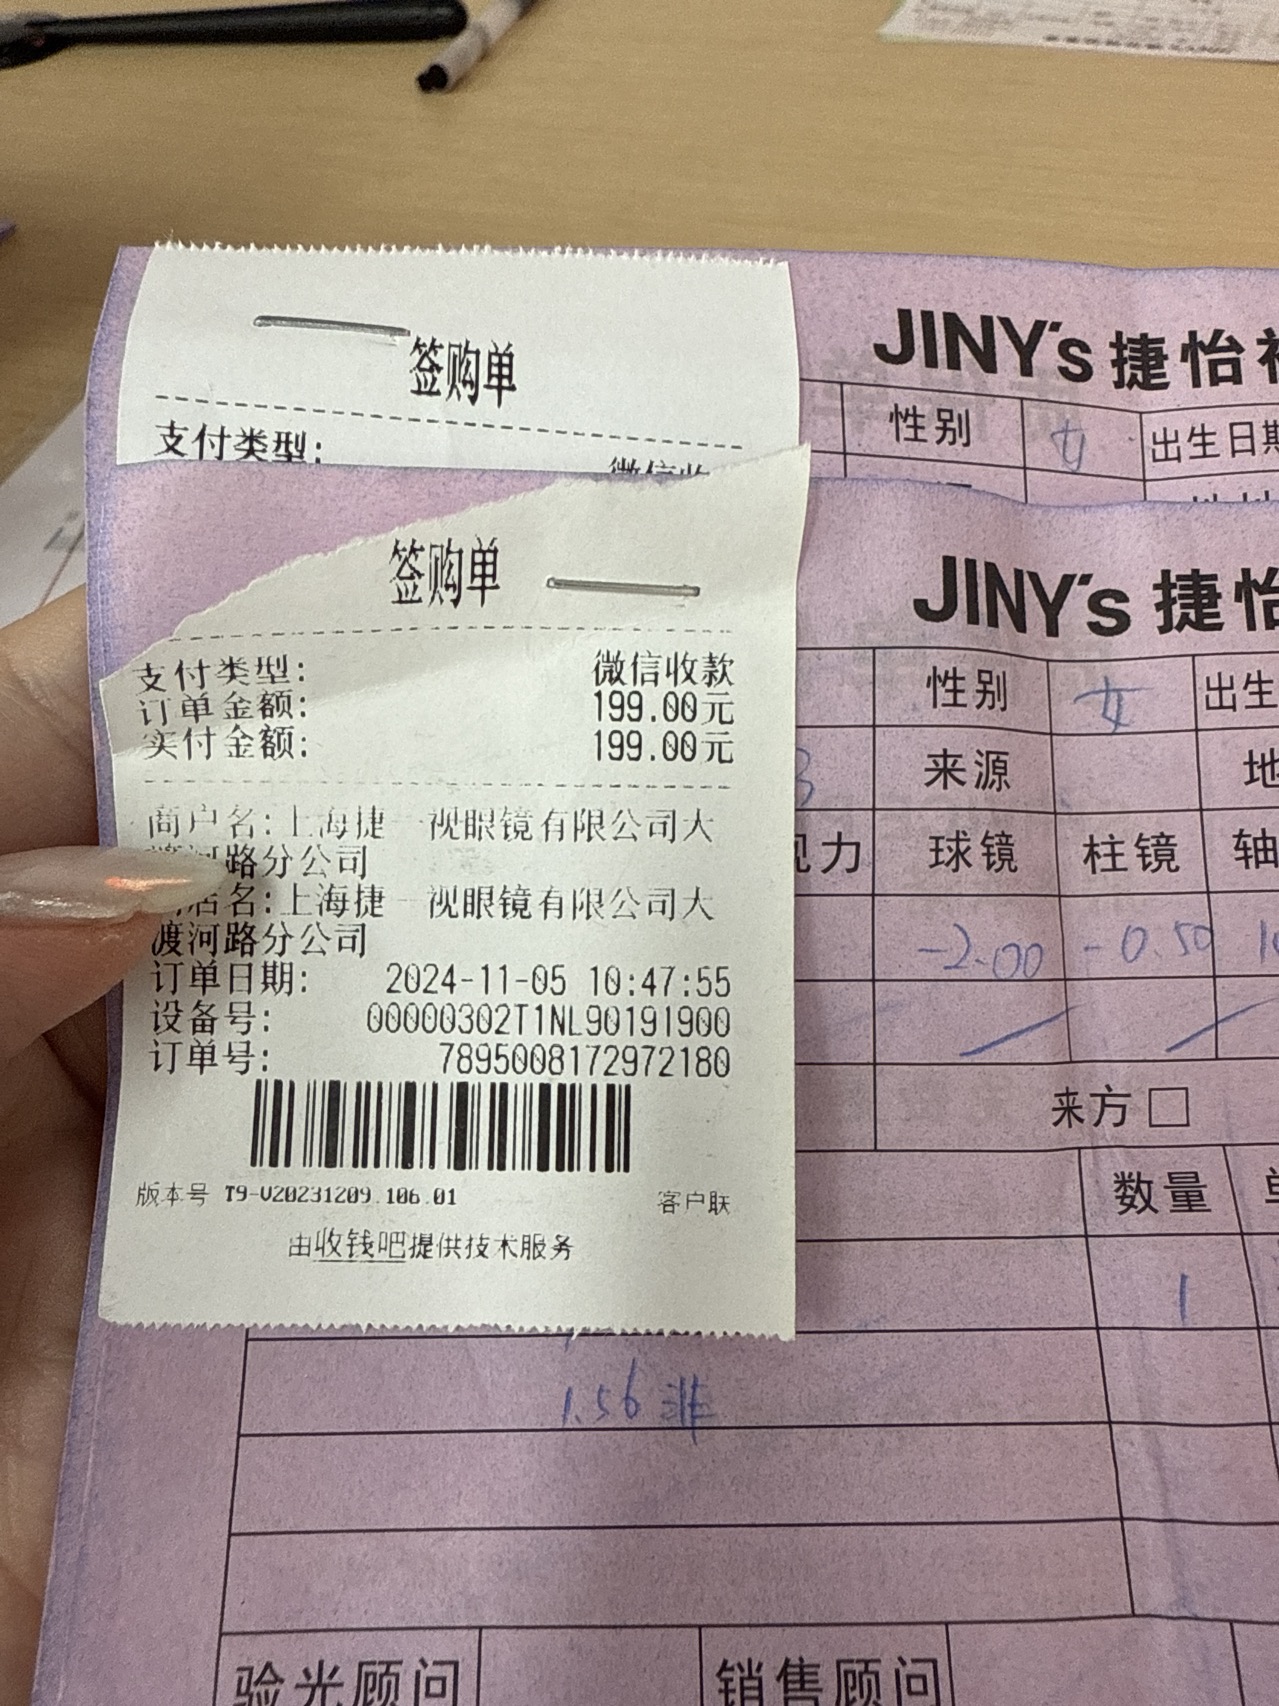 签购单
支付类型:
JINY's 捷怡
性别 女 出生日期
签购单
支付类型: 微信收款
订单金额: 199.00元
实付金额: 199.00元
商户名:上海捷一视眼镜有限公司大
路分公司
店名:上海捷一视眼镜有限公司大
渡河路分公司
订单日期: 2024-11-05 10:47:55
设备号: 00000302T1NL90191900
订单号: 7895008172972180
版本号 T9-V20231209.106.01 客户联
由收钱吧提供技术服务
JINY's 捷怡
性别 女 出生
来源 地
视力 球镜 柱镜 轴
-2.00 -0.50
来方 □
数量
1
1.56 非
验光顾问 销售顾问